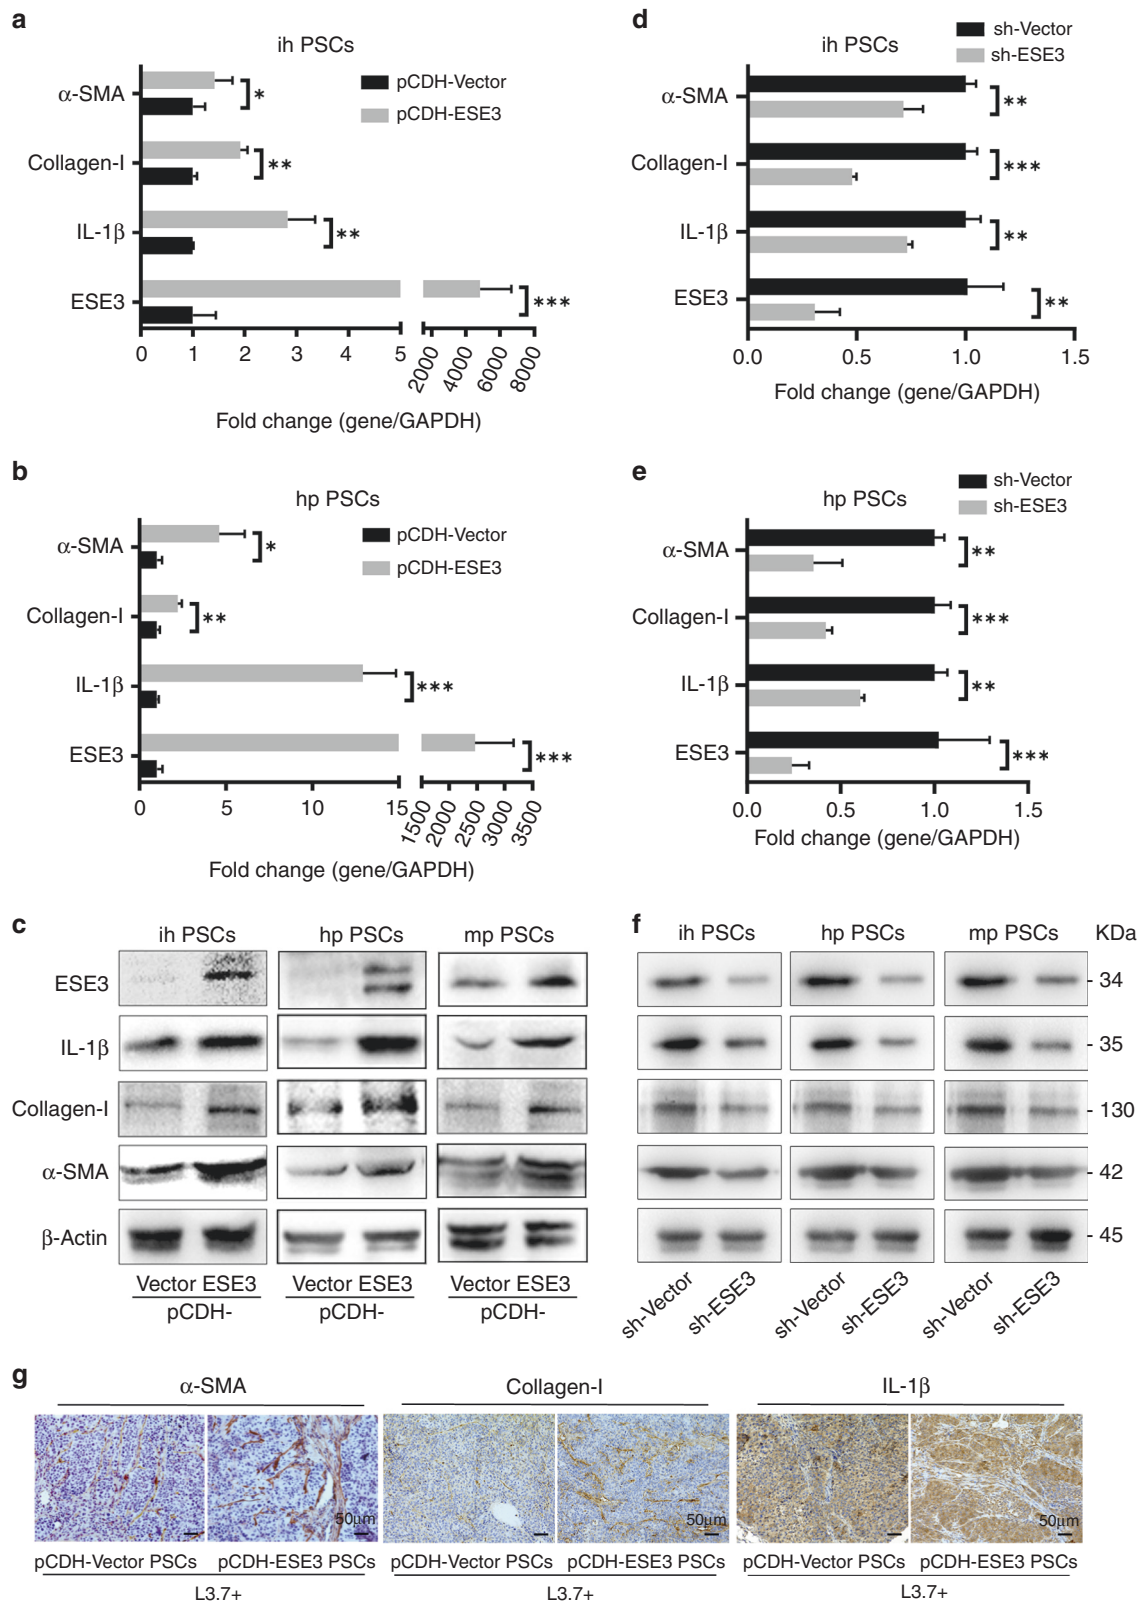 a
ih PSCs
pCDH-Vector
pCDH-ESE3
α-SMA
*
Collagen-I
**
IL-1β
**
ESE3
***
0 1 2 3 4 5 2000 4000 6000 8000
Fold change (gene/GAPDH)
d
ih PSCs
sh-Vector
sh-ESE3
α-SMA
**
Collagen-I
***
IL-1β
**
ESE3
**
0.0 0.5 1.0 1.5
Fold change (gene/GAPDH)
b
hp PSCs
pCDH-Vector
pCDH-ESE3
α-SMA
*
Collagen-I
**
IL-1β
***
ESE3
***
0 5 10 15 1500 2000 2500 3000 3500
Fold change (gene/GAPDH)
e
hp PSCs
sh-Vector
sh-ESE3
α-SMA
**
Collagen-I
***
IL-1β
**
ESE3
***
0.0 0.5 1.0 1.5
Fold change (gene/GAPDH)
c
ih PSCs hp PSCs mp PSCs
ESE3
IL-1β
Collagen-I
α-SMA
β-Actin
Vector ESE3 Vector ESE3 Vector ESE3
pCDH- pCDH- pCDH-
f
ih PSCs hp PSCs mp PSCs KDa
- 34
- 35
- 130
- 42
- 45
sh-Vector sh-ESE3 sh-Vector sh-ESE3 sh-Vector sh-ESE3
g
α-SMA Collagen-I IL-1β
50μm 50μm 50μm
pCDH-Vector PSCs pCDH-ESE3 PSCs pCDH-Vector PSCs pCDH-ESE3 PSCs pCDH-Vector PSCs pCDH-ESE3 PSCs
L3.7+ L3.7+ L3.7+